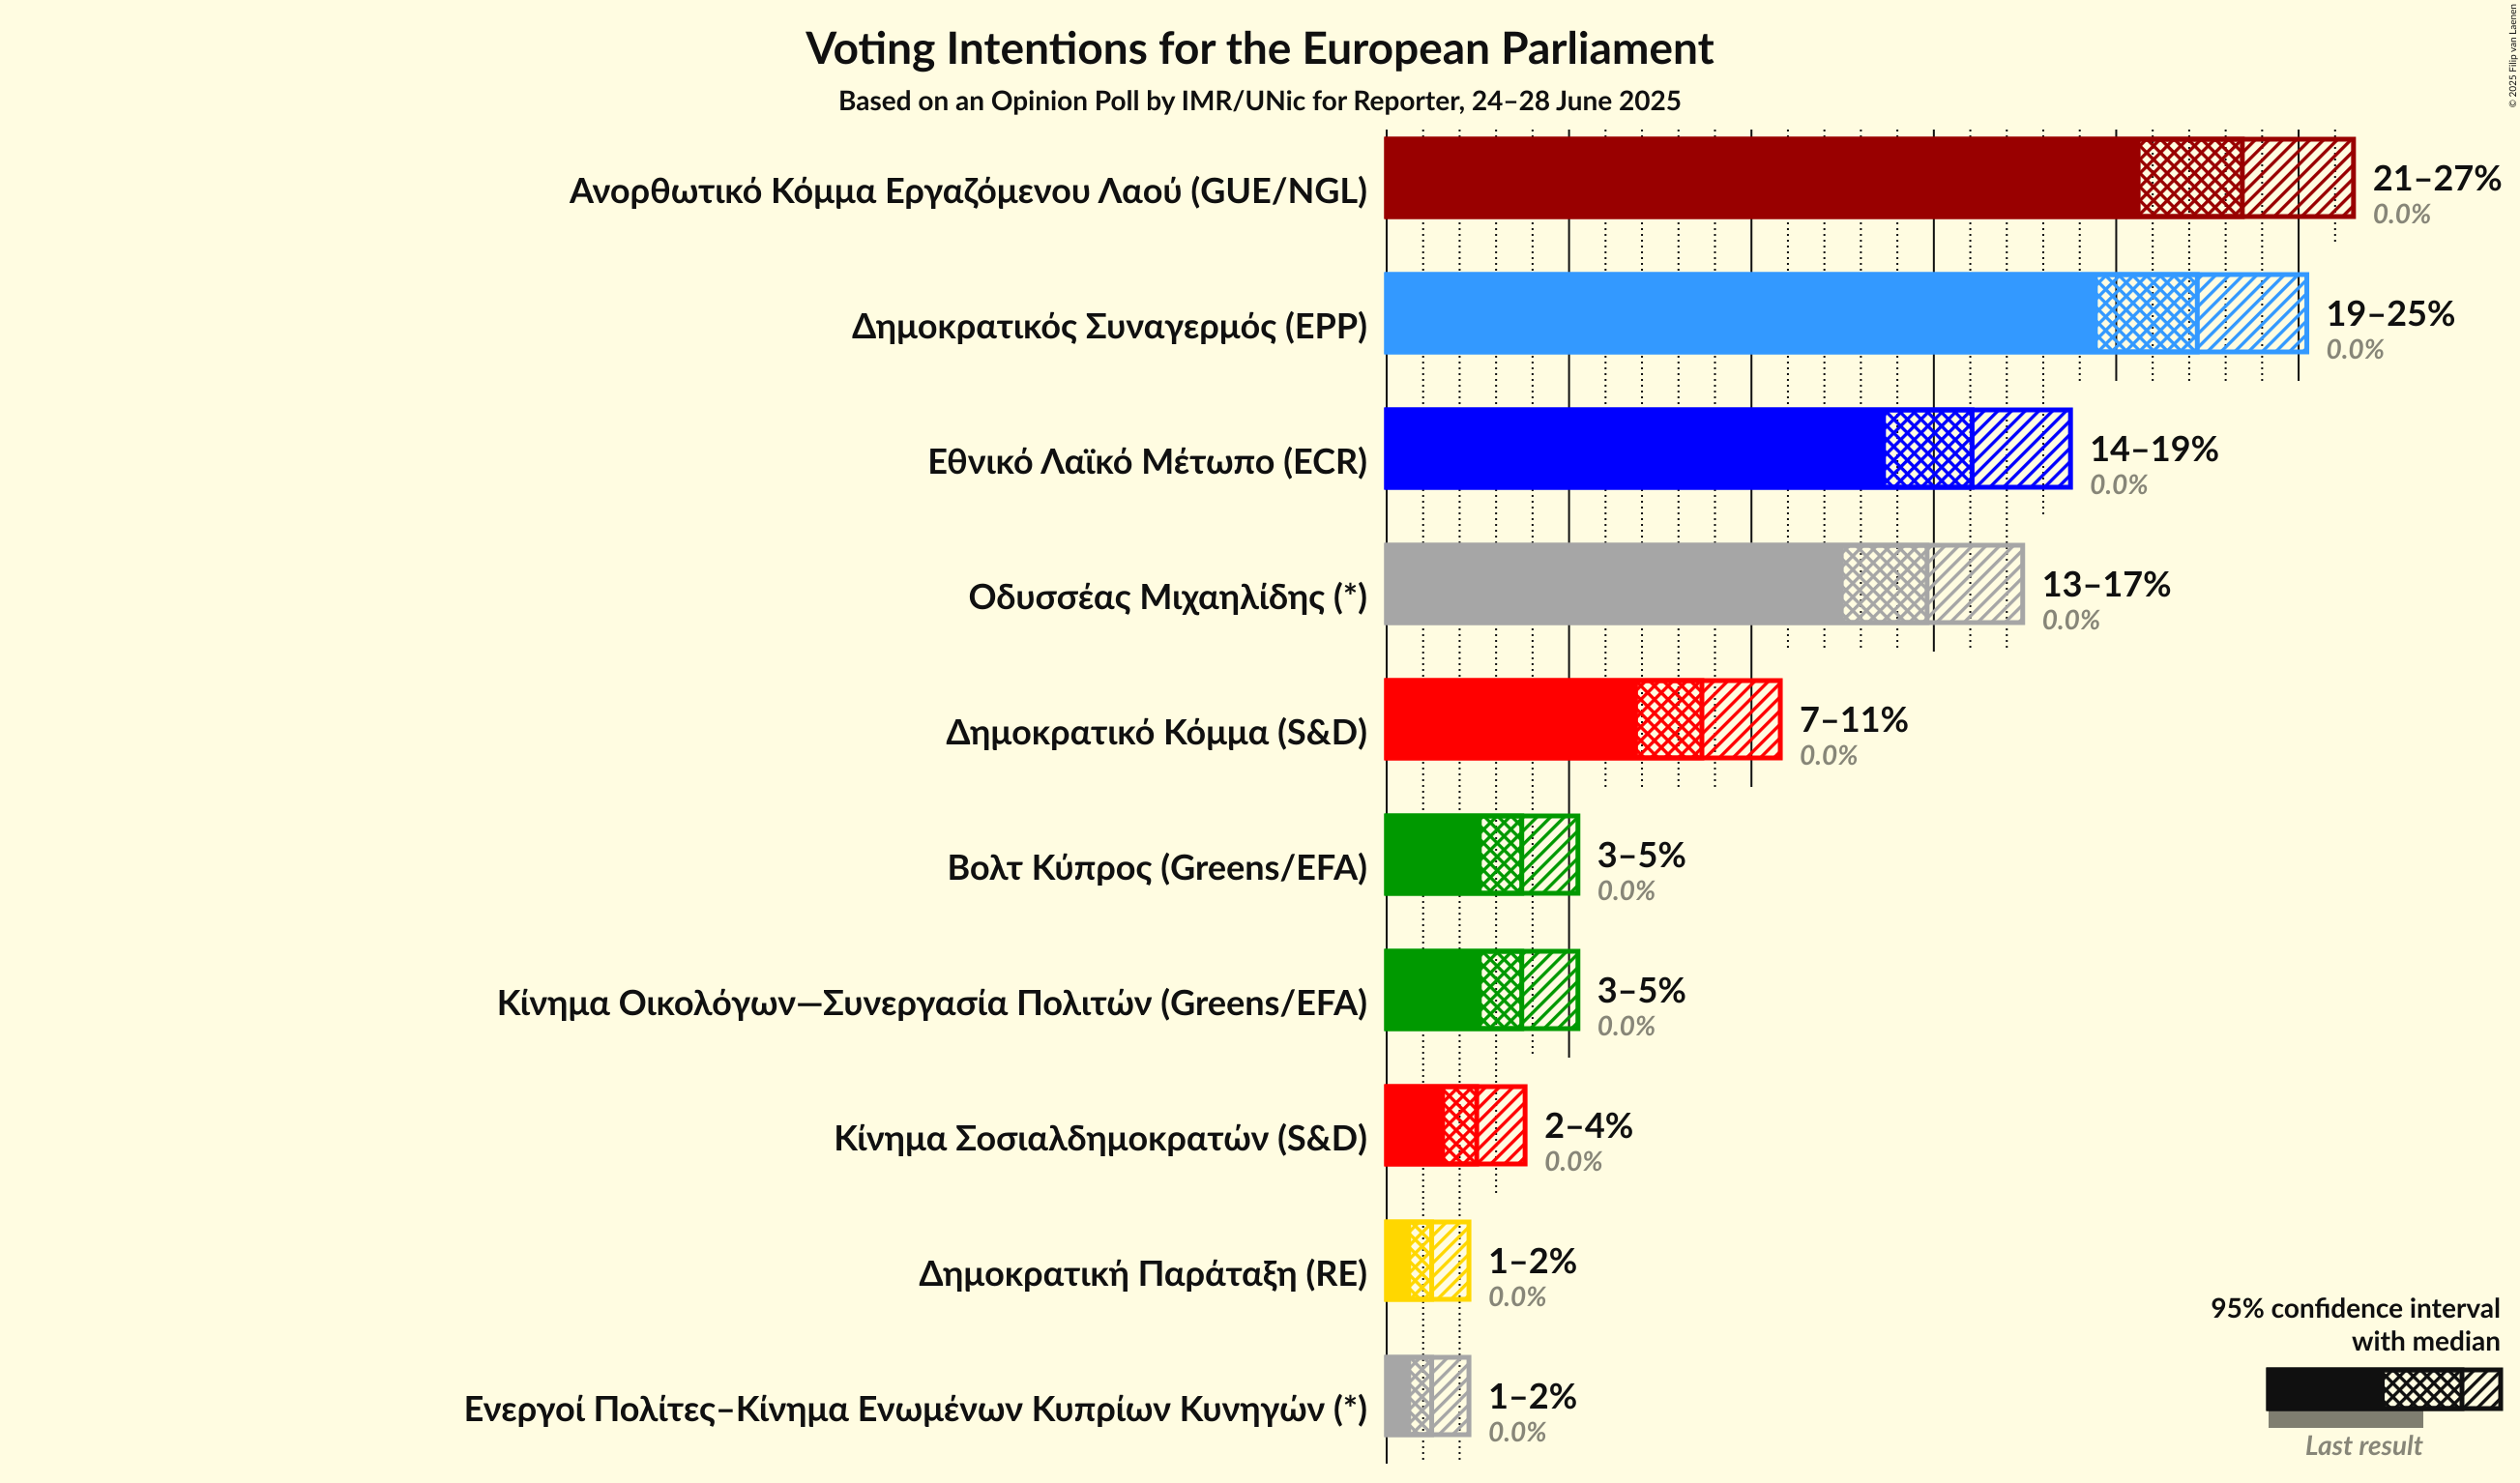 © 2025 Filip van Laenen
Voting Intentions for the European Parliament
Based on an Opinion Poll by IMR/UNic for Reporter, 24–28 June 2025
Ανορθωτικό Κόμμα Εργαζόμενου Λαού (GUE/NGL)
21–27%
0.0%
Δημοκρατικός Συναγερμός (EPP)
19–25%
0.0%
Εθνικό Λαϊκό Μέτωπο (ECR)
14–19%
0.0%
Οδυσσέας Μιχαηλίδης (*)
13–17%
0.0%
Δημοκρατικό Κόμμα (S&D)
7–11%
0.0%
Βολτ Κύπρος (Greens/EFA)
3–5%
0.0%
Κίνημα Οικολόγων—Συνεργασία Πολιτών (Greens/EFA)
3–5%
0.0%
Κίνημα Σοσιαλδημοκρατών (S&D)
2–4%
0.0%
Δημοκρατική Παράταξη (RE)
1–2%
0.0%
Ενεργοί Πολίτες–Κίνημα Ενωμένων Κυπρίων Κυνηγών (*)
1–2%
0.0%
95% confidence interval
with median
Last result